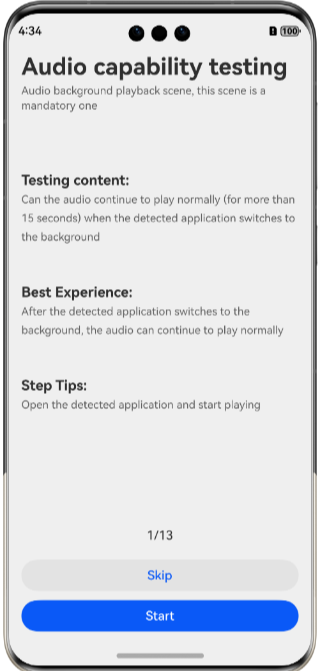 4:34
100
Audio capability testing
Audio background playback scene, this scene is a
mandatory one
Testing content:
Can the audio continue to play normally (for more than
15 seconds) when the detected application switches to
the background
Best Experience:
After the detected application switches to the
background, the audio can continue to play normally
Step Tips:
Open the detected application and start playing
1/13
Skip
Start